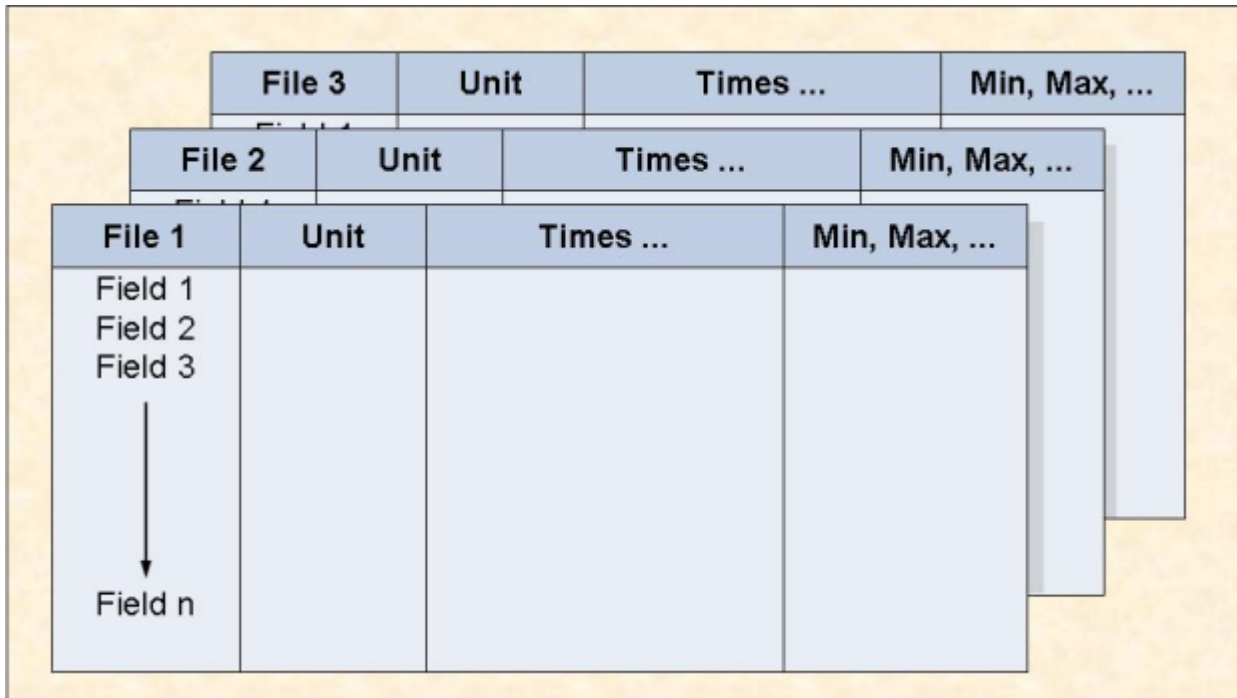 File 3 Unit Times ... Min, Max, ...
File 2 Unit Times ... Min, Max, ...
File 1 Unit Times ... Min, Max, ...
Field 1
Field 2
Field 3
Field n